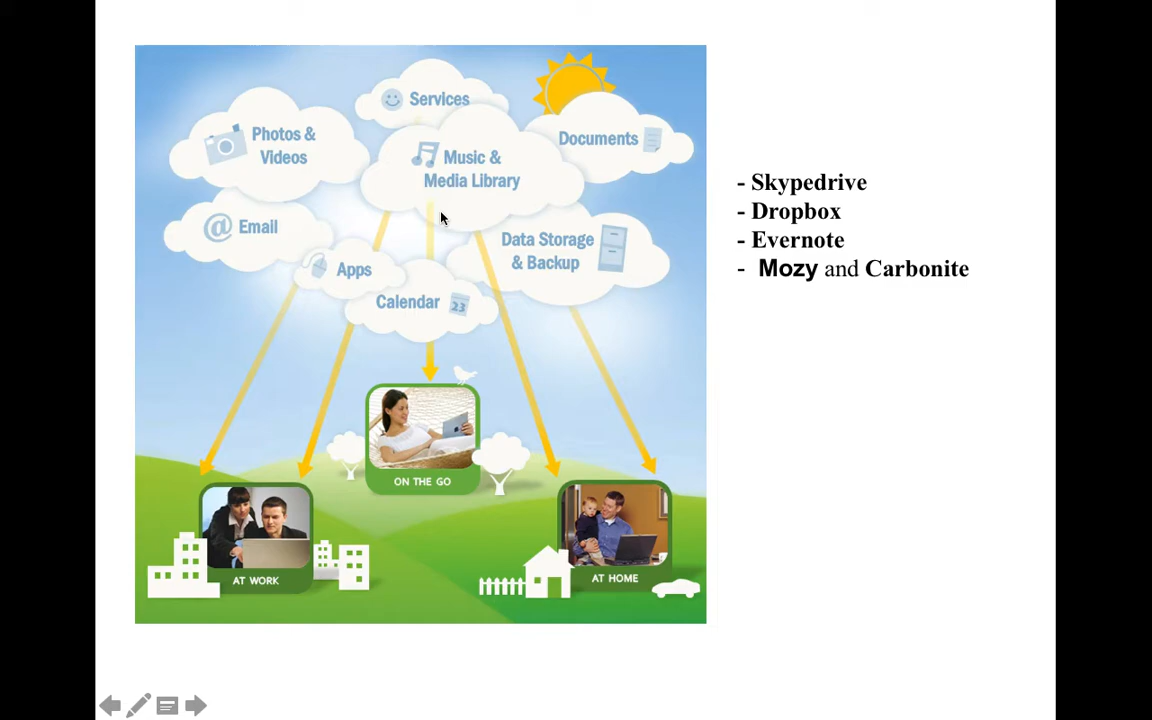 Services
Photos &
Videos
Documents
Music &
Media Library
@ Email
Data Storage
& Backup
Apps
Calendar 23
ON THE GO
AT WORK
AT HOME
- Skypedrive
- Dropbox
- Evernote
- Mozy and Carbonite